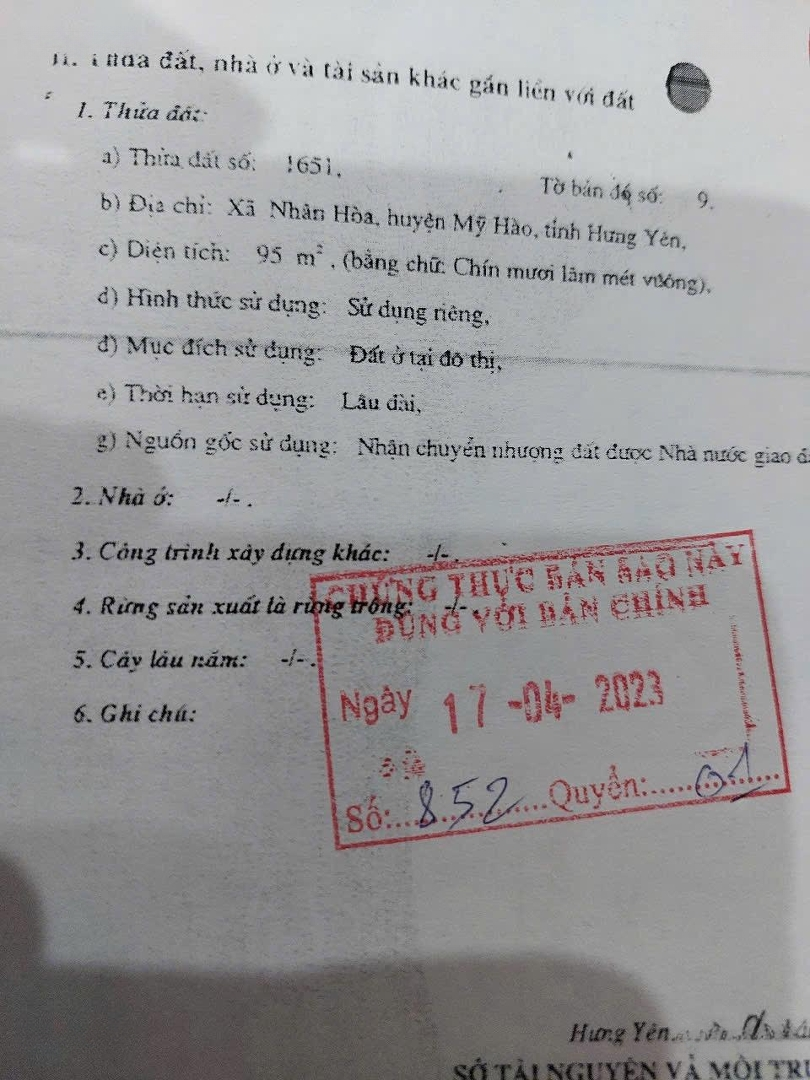 II. Thửa đất, nhà ở và tài sản khác gắn liền với đất
1. Thửa đất:
a) Thửa đất số: 1651,
Tờ bản đồ số: 9.
b) Địa chỉ: Xã Nhân Hòa, huyện Mỹ Hào, tỉnh Hưng Yên,
c) Diện tích: 95 m², (bằng chữ: Chín mươi lăm mét vuông),
d) Hình thức sử dụng: Sử dụng riêng,
đ) Mục đích sử dụng: Đất ở tại đô thị,
e) Thời hạn sử dụng: Lâu dài,
g) Nguồn gốc sử dụng: Nhận chuyển nhượng đất được Nhà nước giao
2. Nhà ở: -/- .
3. Công trình xây dựng khác: -/- .
4. Rừng sản xuất là rừng trồng: -/- .
5. Cây lâu năm: -/- .
6. Ghi chú:
CHỨNG THỰC BẢN SAO NÀY
ĐÚNG VỚI BẢN CHÍNH
Ngày 17 -04- 2023
Số:...852...Quyển:...01...
Hưng Yên
SỞ TÀI NGUYÊN VÀ MÔI